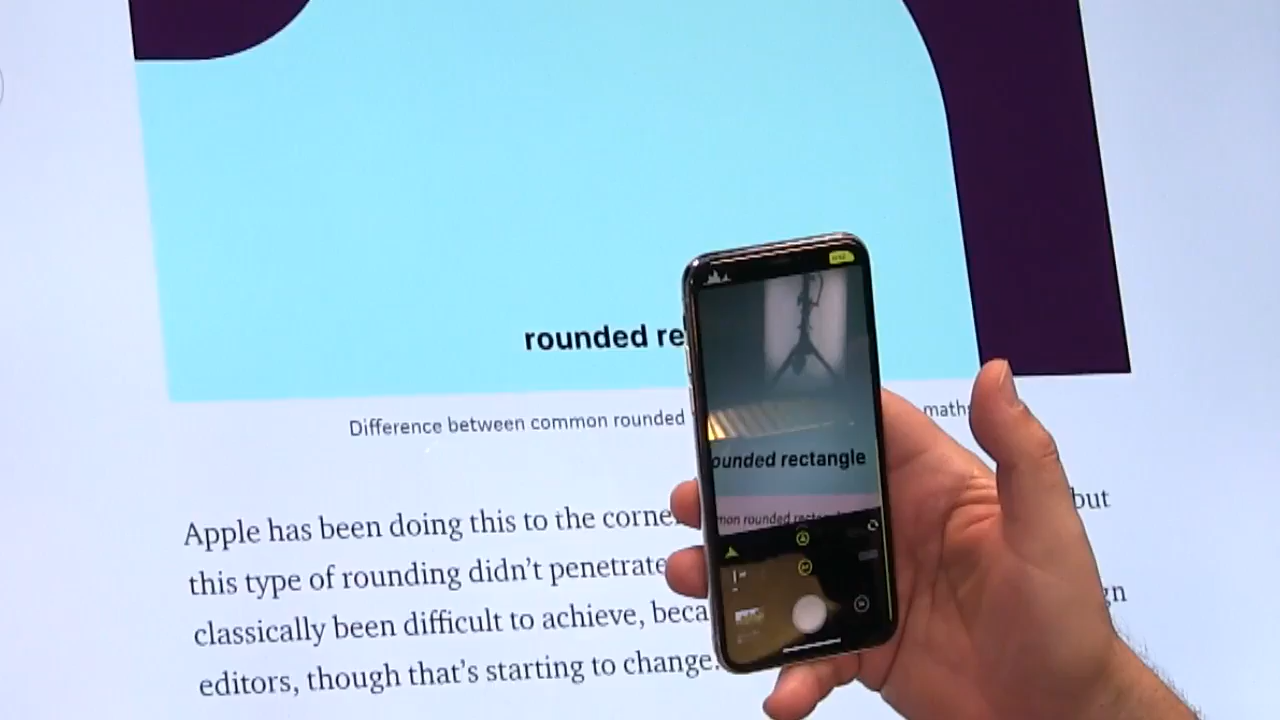 rounded re
Difference between common rounded
maths
ounded rectangle
mon rounded
Apple has been doing this to the corne
but
this type of rounding didn't penetrate
classically been difficult to achieve, beca
gn
editors, though that's starting to change.